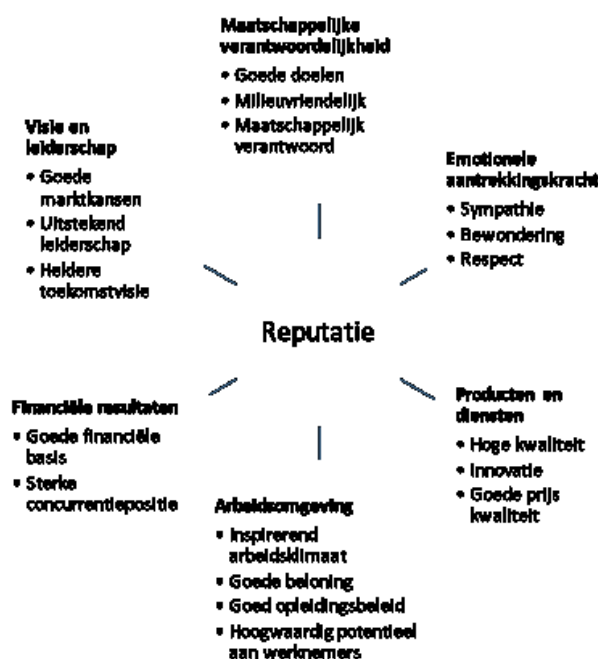 Maatschappelijke
verantwoordelijkheid
• Goede doelen
• Milieuvriendelijk
• Maatschappelijk
verantwoord
Visie en
leiderschap
• Goede
marktkansen
• Uitstekend
leiderschap
• Heldere
toekomstvisie
Emotionele
aantrekkingskracht
• Sympathie
• Bewondering
• Respect
Reputatie
Financiële resultaten
• Goede financiële
basis
• Sterke
concurrentiepositie
Producten en
diensten
• Hoge kwaliteit
• Innovatie
• Goede prijs
kwaliteit
Arbeidsomgeving
• Inspirerend
arbeidsklimaat
• Goede beloning
• Goed opleidingsbeleid
• Hoogwaardig potentieel
aan werknemers